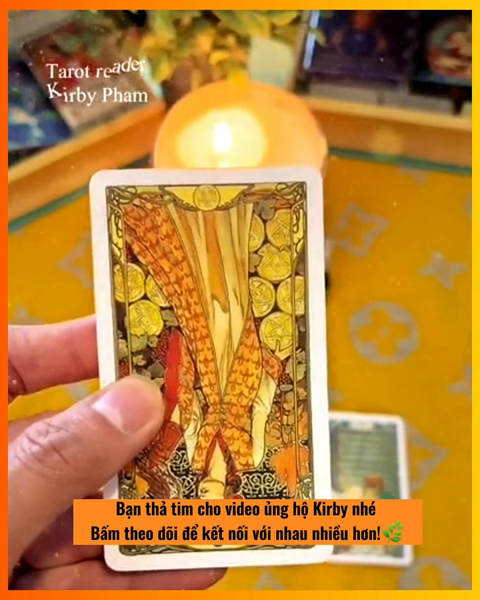 Tarot reader
Kirby Pham
Bạn thả tim cho video ủng hộ Kirby nhé
Bấm theo dõi để kết nối với nhau nhiều hơn!🌿